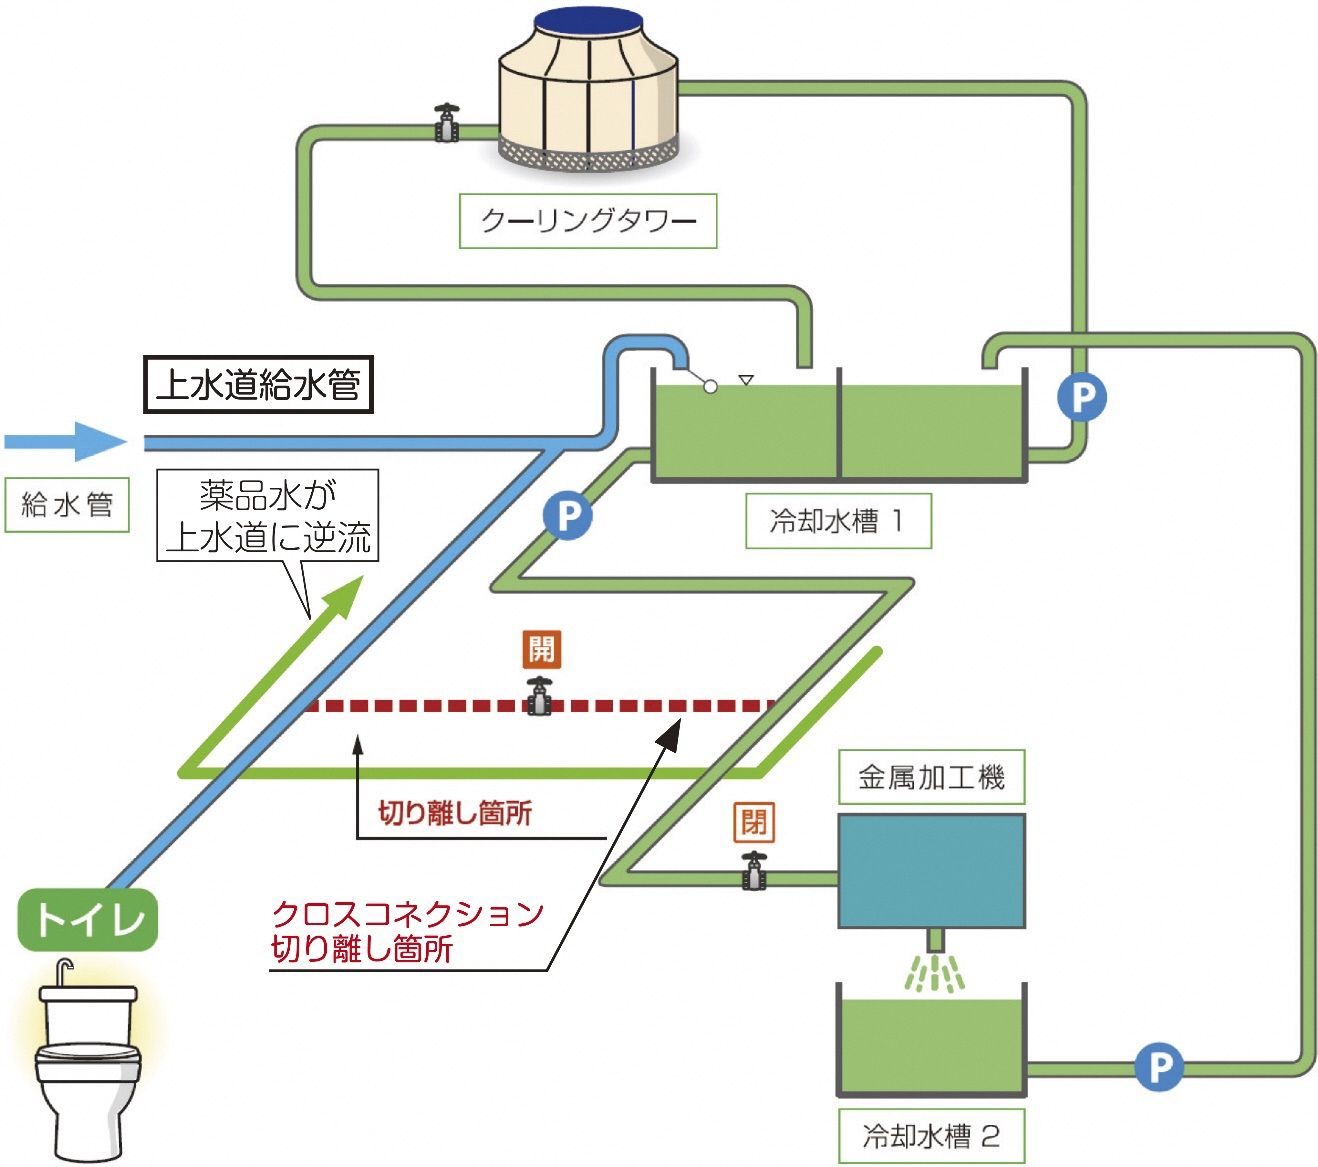 クーリングタワー
上水道給水管
P
給水管
薬品水が
上水道に逆流
P
冷却水槽 1
開
金属加工機
切り離し箇所
閉
クロスコネクション
切り離し箇所
トイレ
P
冷却水槽 2